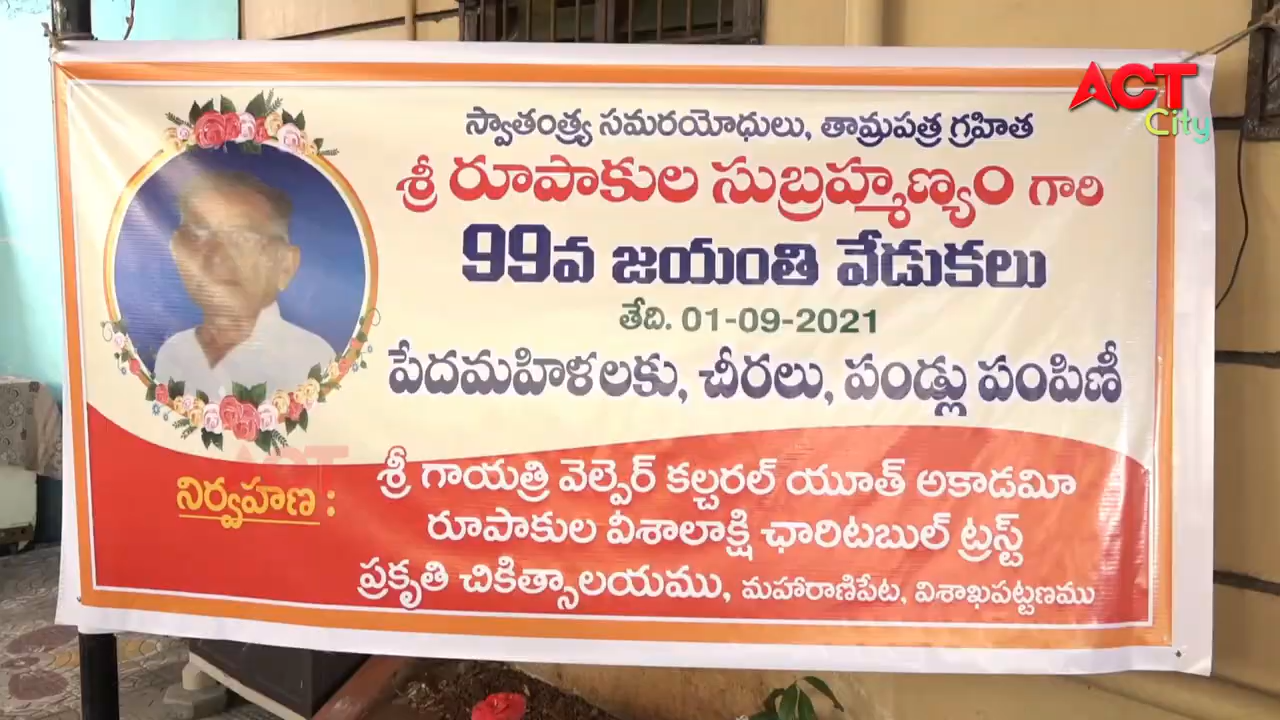 ACT
City
స్వాతంత్ర్య సమరయోధులు, తామ్రపత్ర గ్రహిత
శ్రీ రూపాకుల సుబ్రహ్మణ్యం గారి
99వ జయంతి వేడుకలు
తేది. 01-09-2021
పేదమహిళలకు, చీరలు, పండ్లు పంపిణీ
నిర్వహణ :
శ్రీ గాయత్రి వెల్ఫెర్ కల్చరల్ యూత్ అకాడమీ
రూపాకుల విశాలాక్షి ఛారిటబుల్ ట్రస్ట్
ప్రకృతి చికిత్సాలయము, మహారాణిపేట, విశాఖపట్టణము